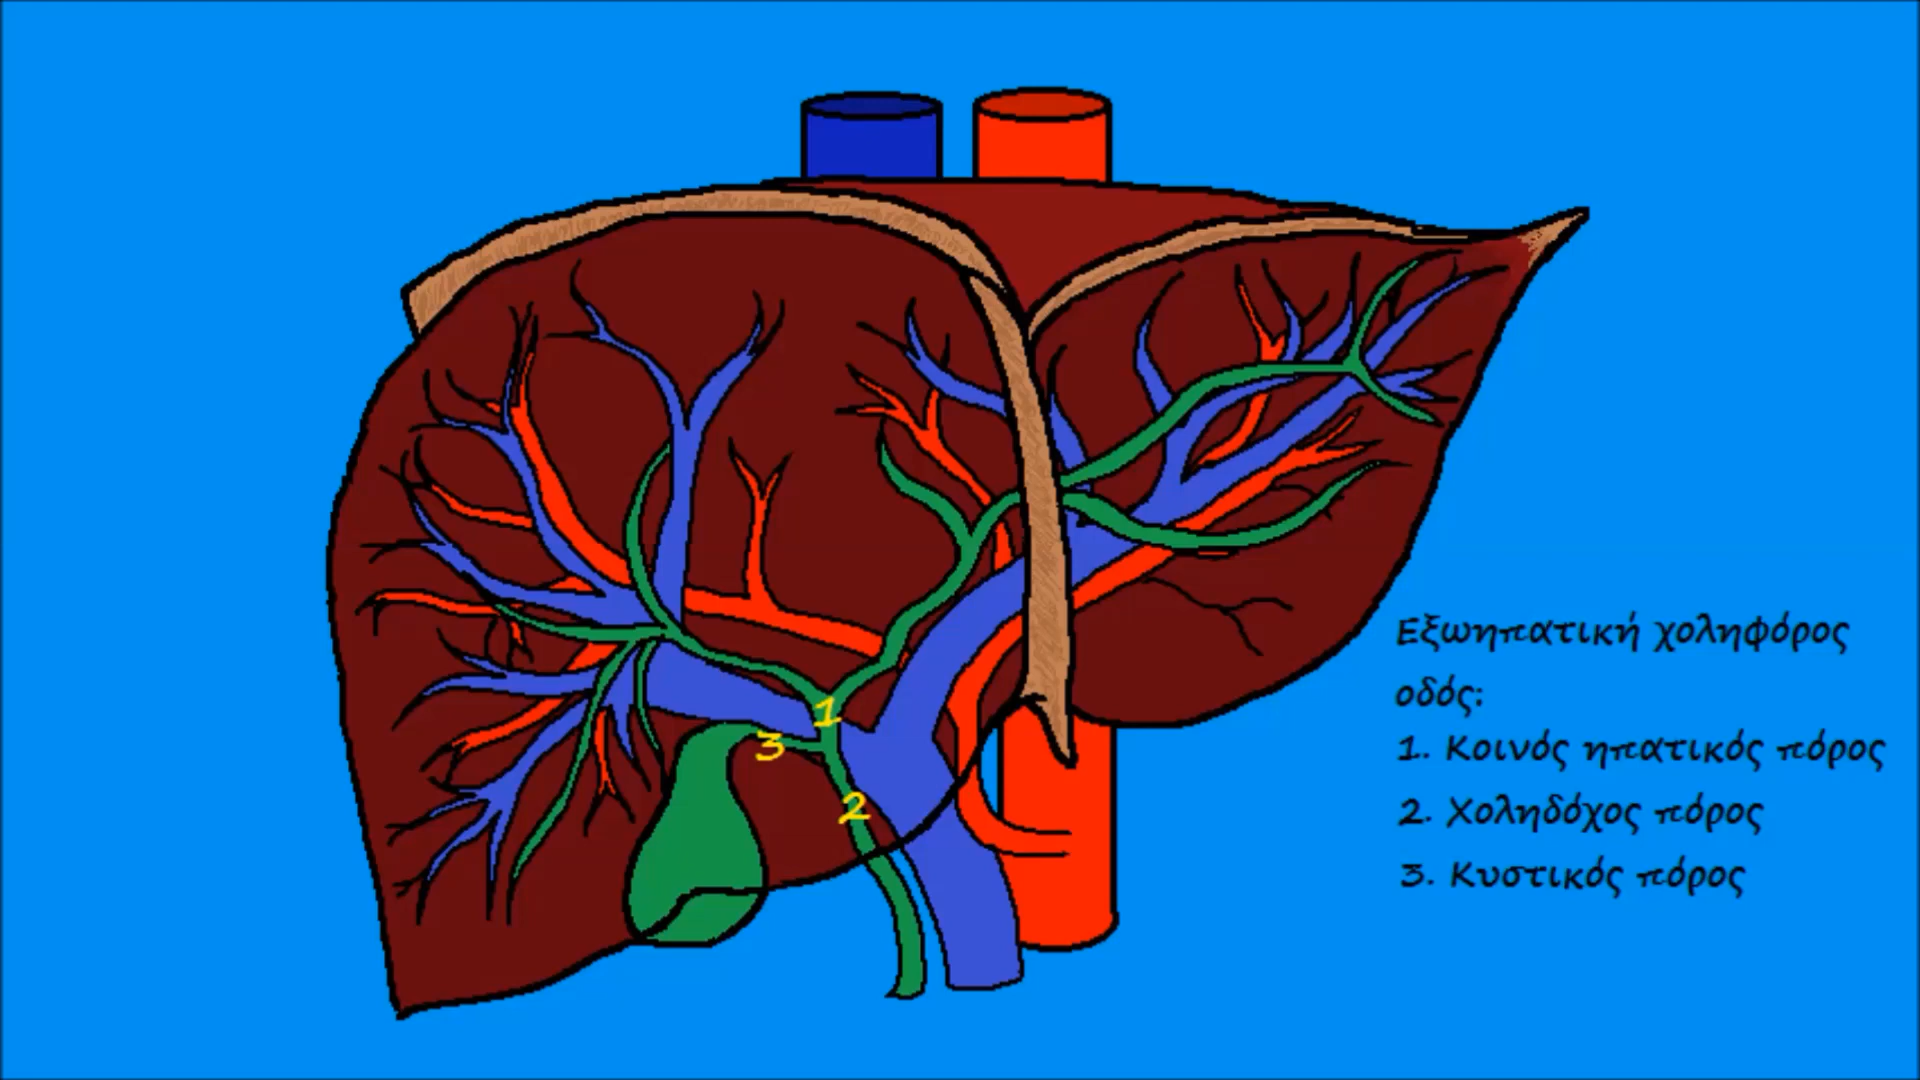 1
3
2
Εξωηπατική χοληφόρος
οδός:
1. Κοινός ηπατικός πόρος
2. Χοληδόχος πόρος
3. Κυστικός πόρος